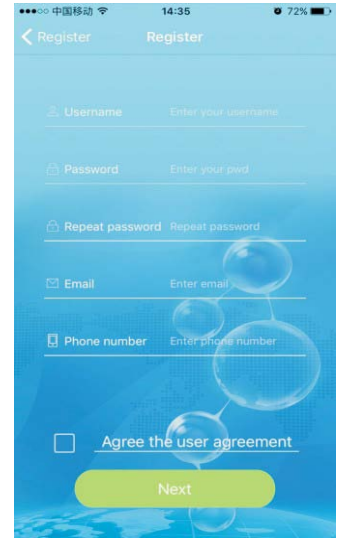 中国移动 14:35 72%
Register Register
Username Enter your username
Password Enter your pwd
Repeat password Repeat password
Email Enter email
Phone number Enter phone number
Agree the user agreement
Next